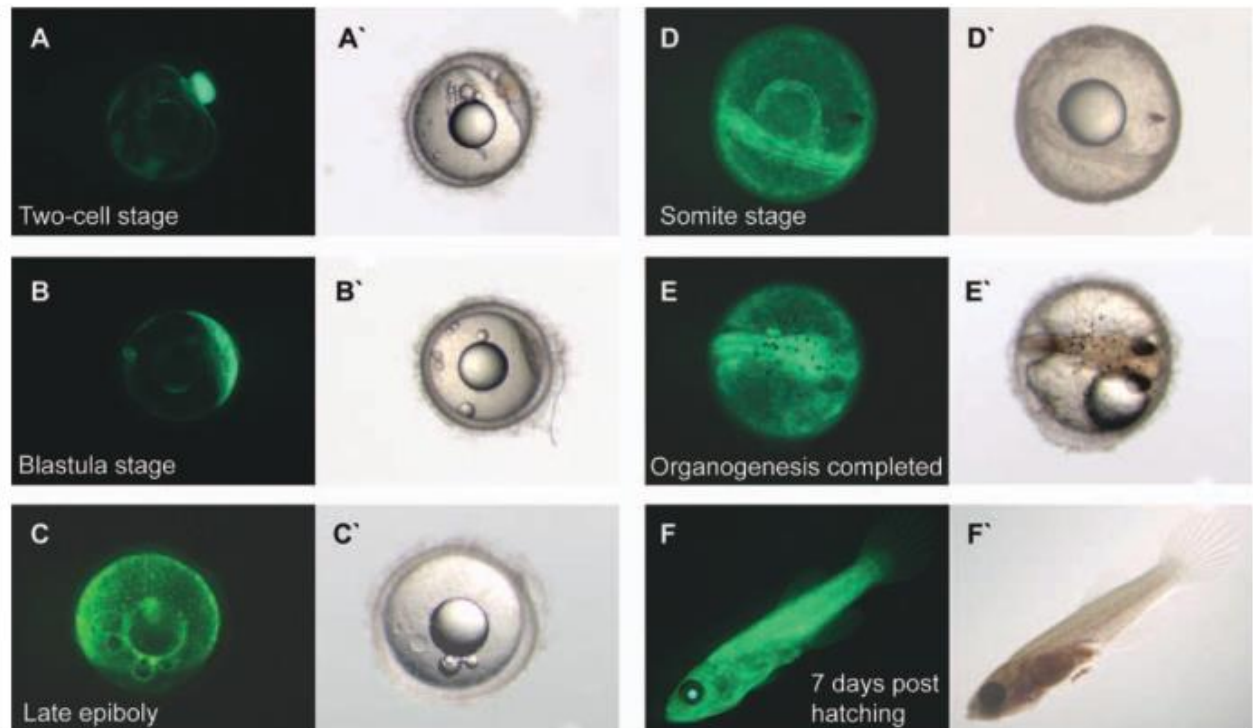 A
A`
Two-cell stage
B
B`
Blastula stage
C
C`
Late epiboly
D
D`
Somite stage
E
E`
Organogenesis completed
F
F`
7 days post
hatching